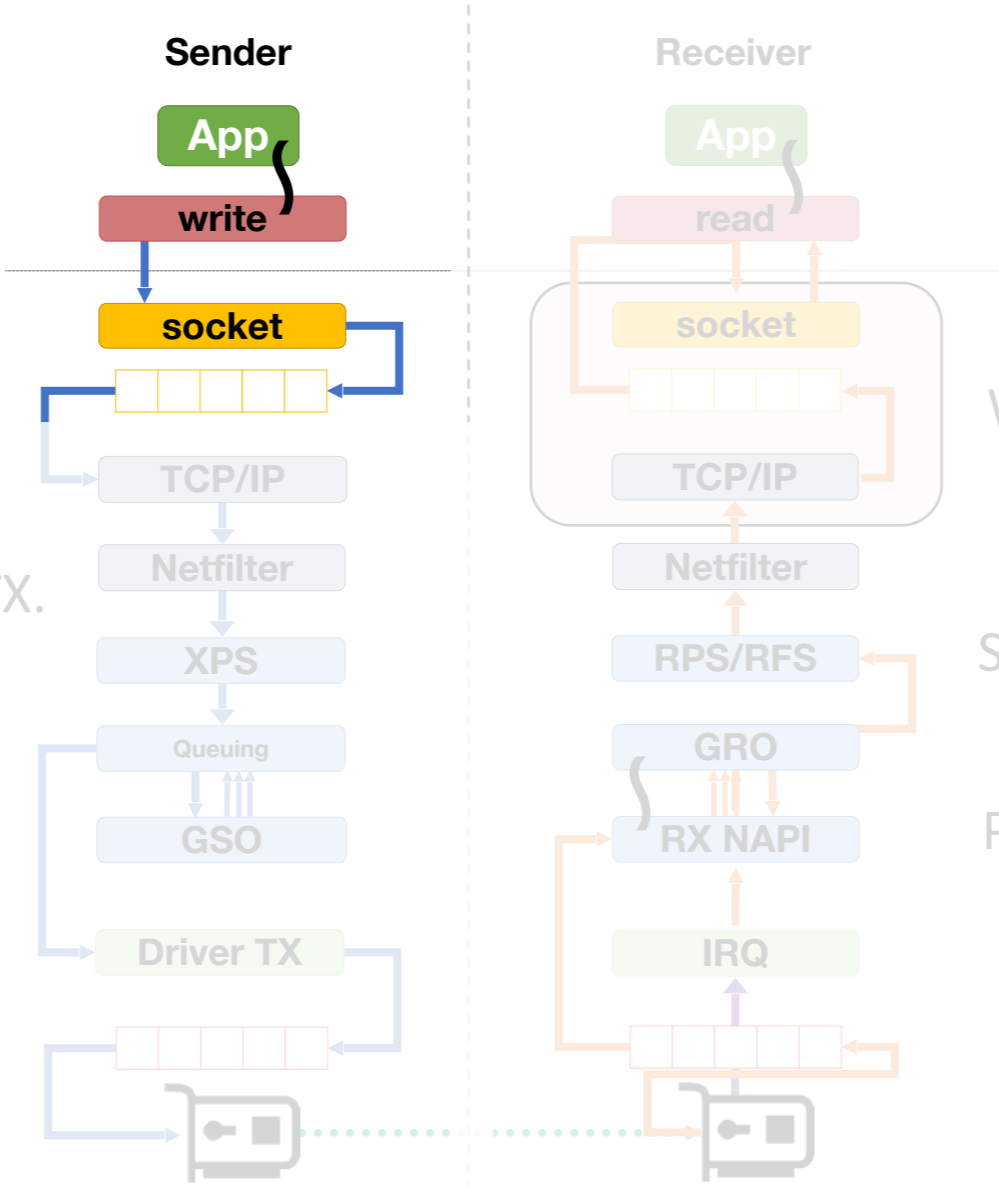 Sender
App
write
socket
TCP/IP
Netfilter
XPS
Queuing
GSO
Driver TX
TX.
Receiver
App
read
socket
TCP/IP
Netfilter
RPS/RFS
GRO
RX NAPI
IRQ
S